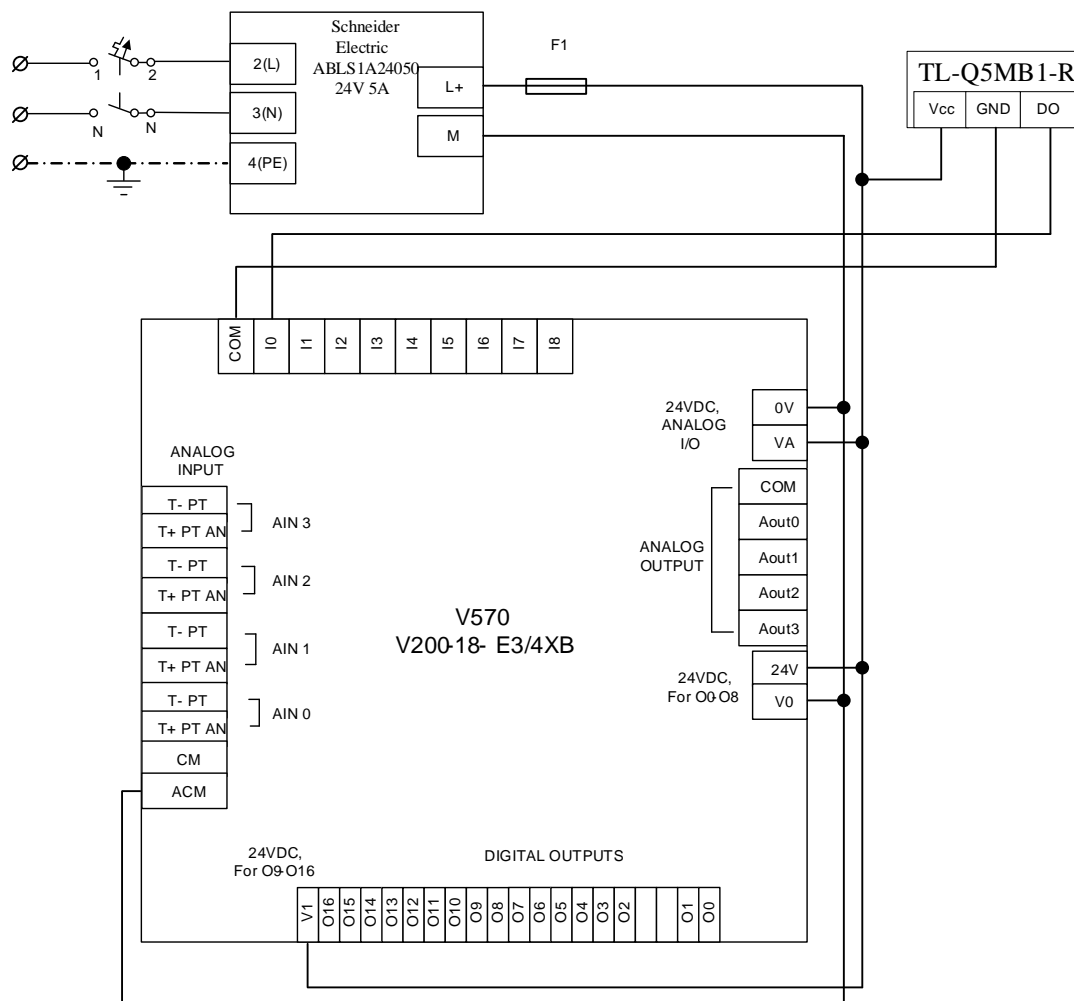 Schneider
Electric
ABLS1A24050
24V 5A
F1
1
2
N
N
2(L)
3(N)
4(PE)
L+
M
TL-Q5MB1-R
Vcc
GND
DO
COM
I0
I1
I2
I3
I4
I5
I6
I7
I8
24VDC,
ANALOG
I/O
0V
VA
ANALOG
INPUT
T- PT
T+ PT AN
AIN 3
T- PT
T+ PT AN
AIN 2
T- PT
T+ PT AN
AIN 1
T- PT
T+ PT AN
AIN 0
CM
ACM
COM
Aout0
Aout1
Aout2
Aout3
ANALOG
OUTPUT
V570
V200-18- E3/4XB
24VDC,
For O0-O8
24V
V0
24VDC,
For O9-O16
DIGITAL OUTPUTS
V1
O16
O15
O14
O13
O12
O11
O10
O9
O8
O7
O6
O5
O4
O3
O2
O1
O0